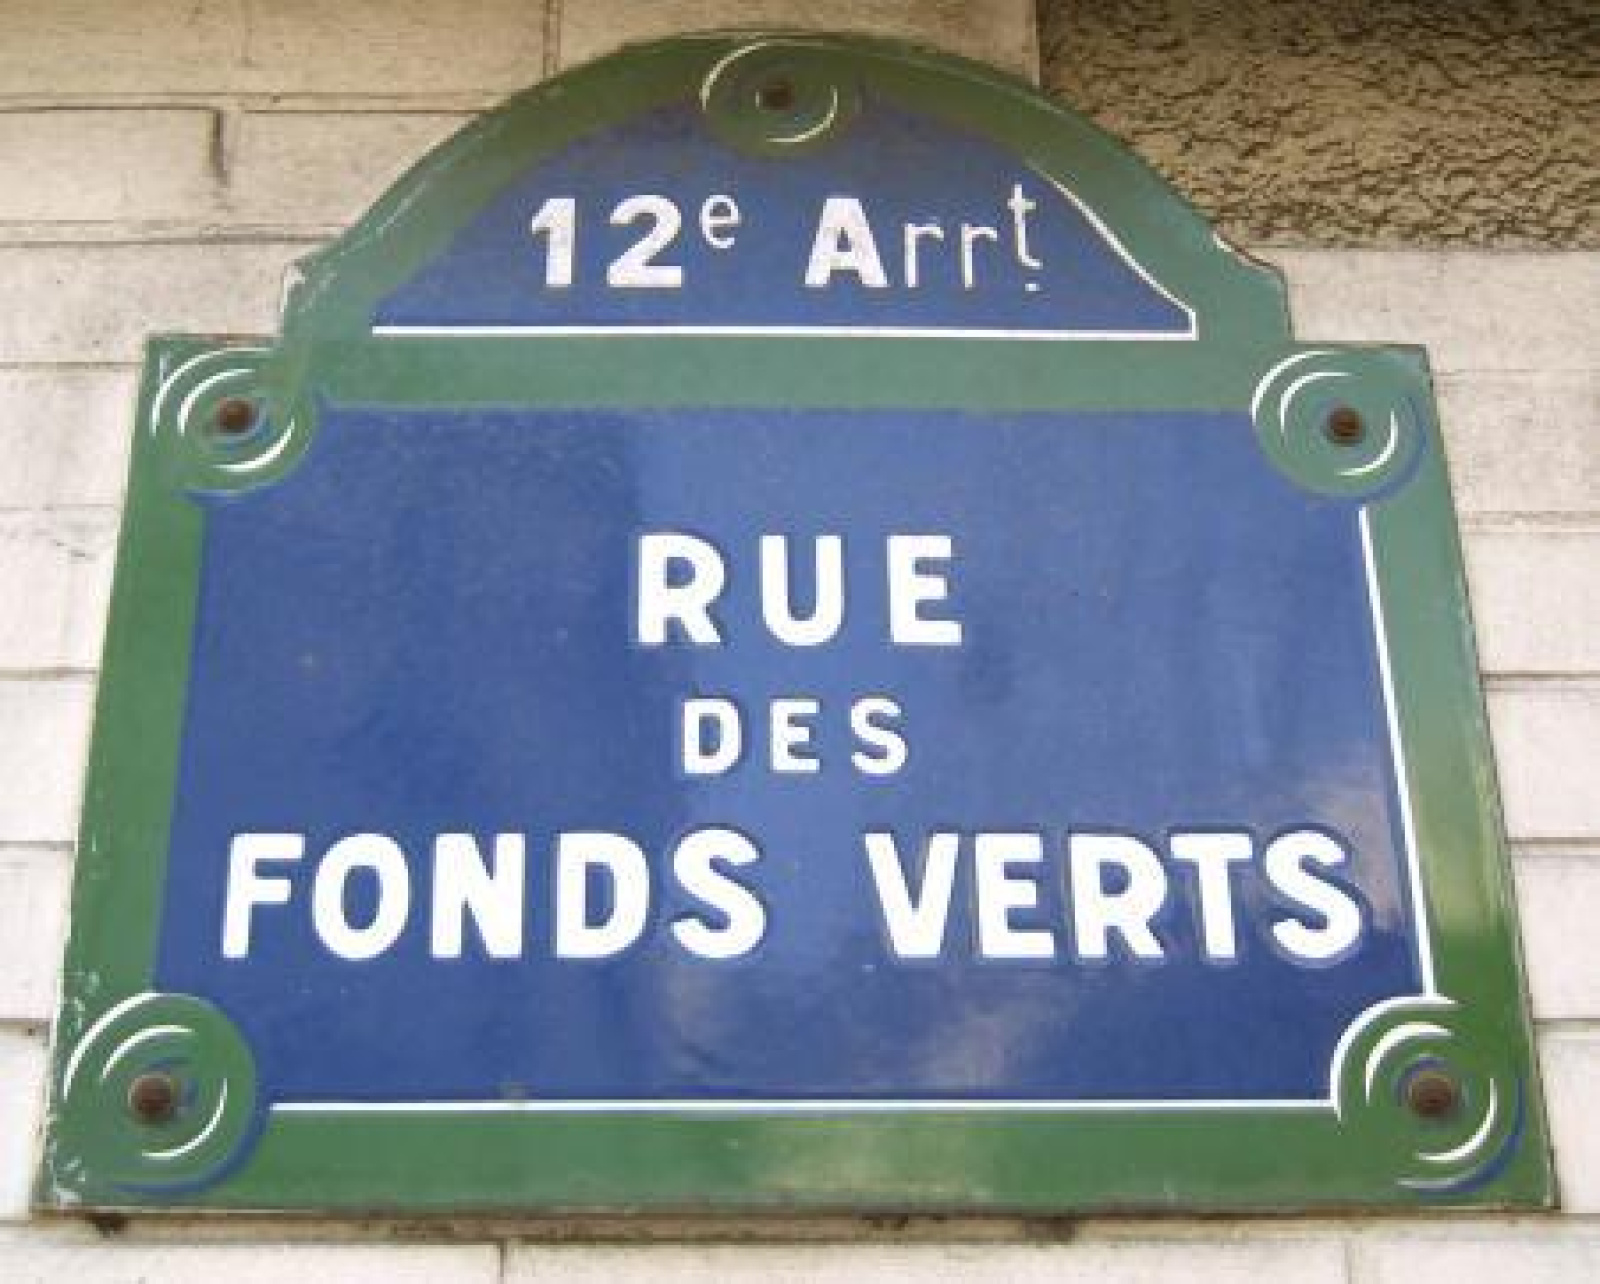 12e Arrt.
RUE
DES
FONDS VERTS